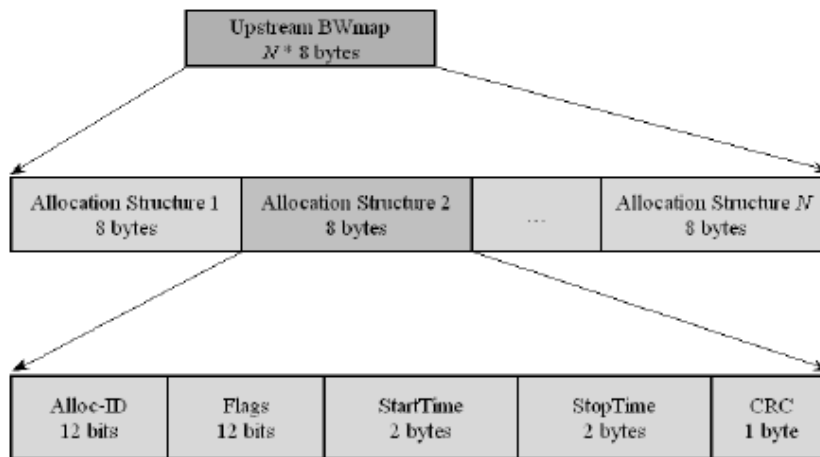 Upstream BWmap
N * 8 bytes
Allocation Structure 1
8 bytes
Allocation Structure 2
8 bytes
...
Allocation Structure N
8 bytes
Alloc-ID
12 bits
Flags
12 bits
StartTime
2 bytes
StopTime
2 bytes
CRC
1 byte